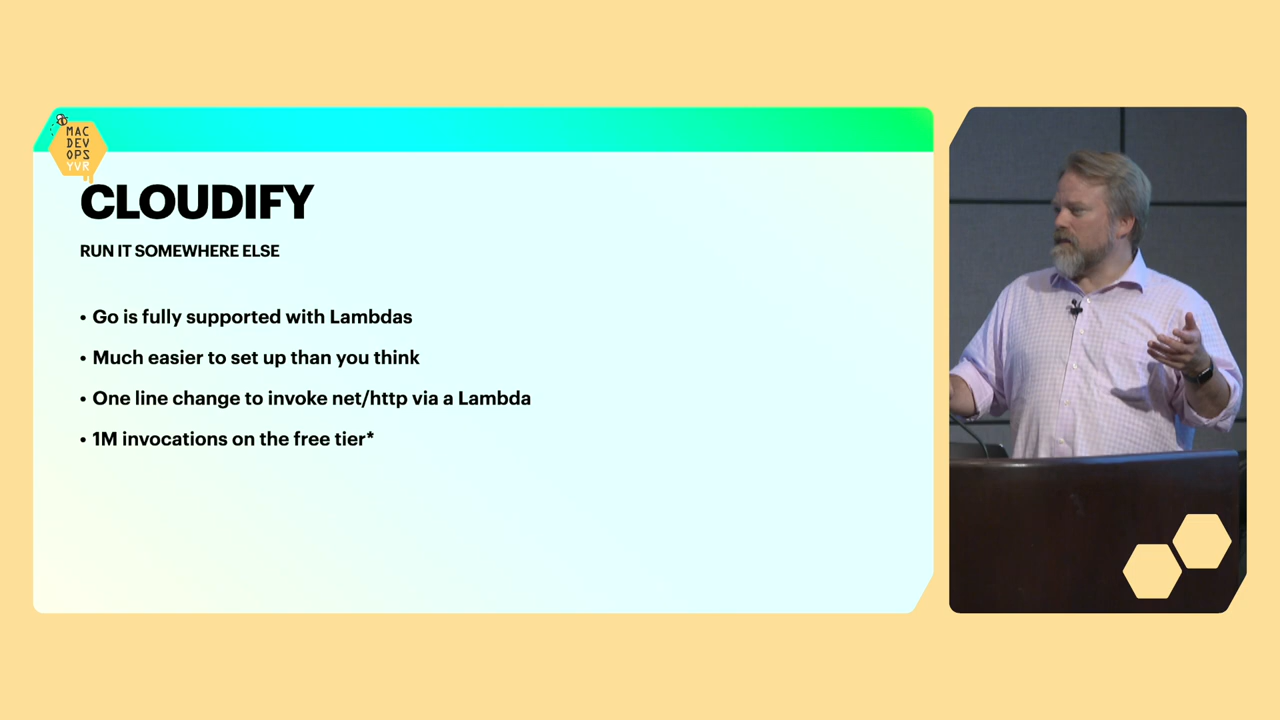 MAC
DEV
OPS
YVR
CLOUDIFY
RUN IT SOMEWHERE ELSE
• Go is fully supported with Lambdas
• Much easier to set up than you think
• One line change to invoke net/http via a Lambda
• 1M invocations on the free tier*